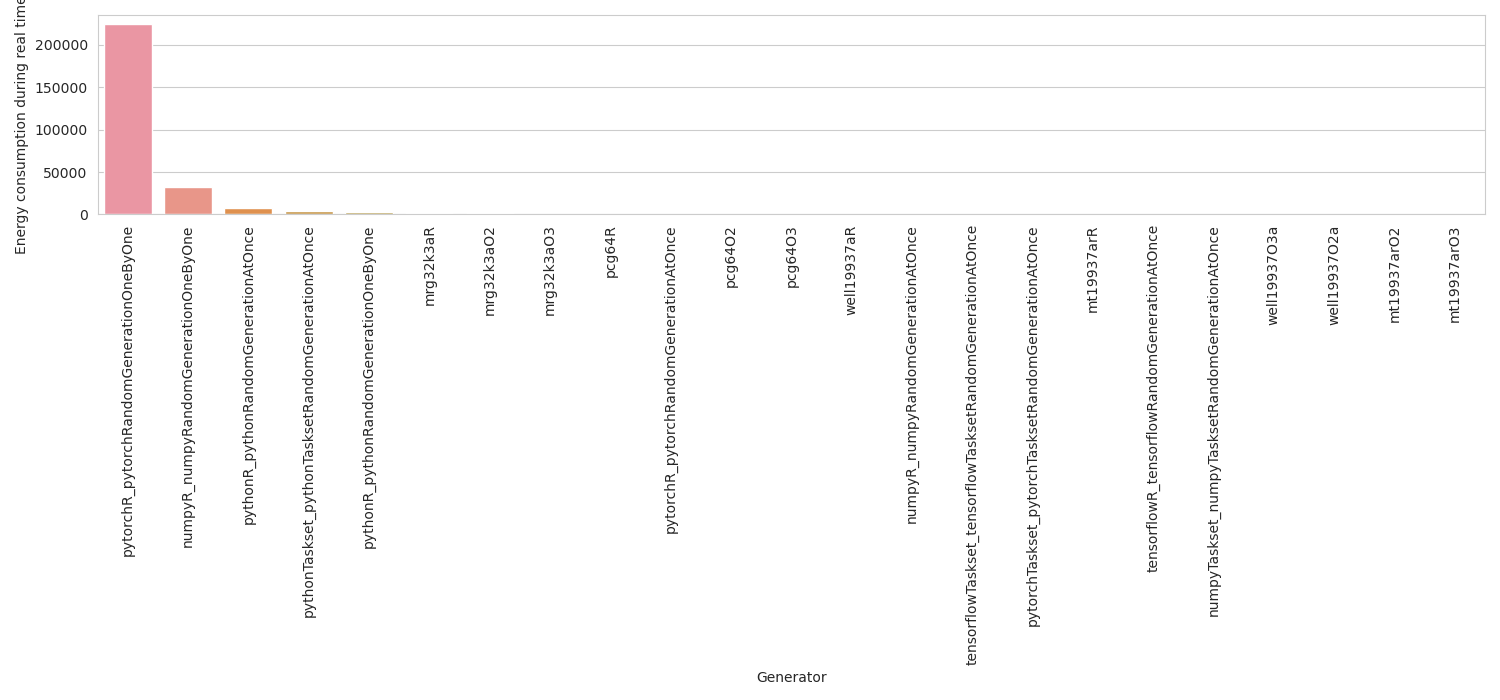 Energy consumption during real time
200000
150000
100000
50000
0
pytorchR_pytorchRandomGenerationOneByOne
numpyR_numpyRandomGenerationOneByOne
pythonR_pythonRandomGenerationAtOnce
pythonTaskset_pythonTasksetRandomGenerationAtOnce
pythonR_pythonRandomGenerationOneByOne
mrg32k3aR
mrg32k3aO2
mrg32k3aO3
pcg64R
pytorchR_pytorchRandomGenerationAtOnce
pcg64O2
pcg64O3
well19937aR
numpyR_numpyRandomGenerationAtOnce
tensorflowTaskset_tensorflowTasksetRandomGenerationAtOnce
pytorchTaskset_pytorchTasksetRandomGenerationAtOnce
mt19937arR
tensorflowR_tensorflowRandomGenerationAtOnce
numpyTaskset_numpyTasksetRandomGenerationAtOnce
well19937O3a
well19937O2a
mt19937arO2
mt19937arO3
Generator